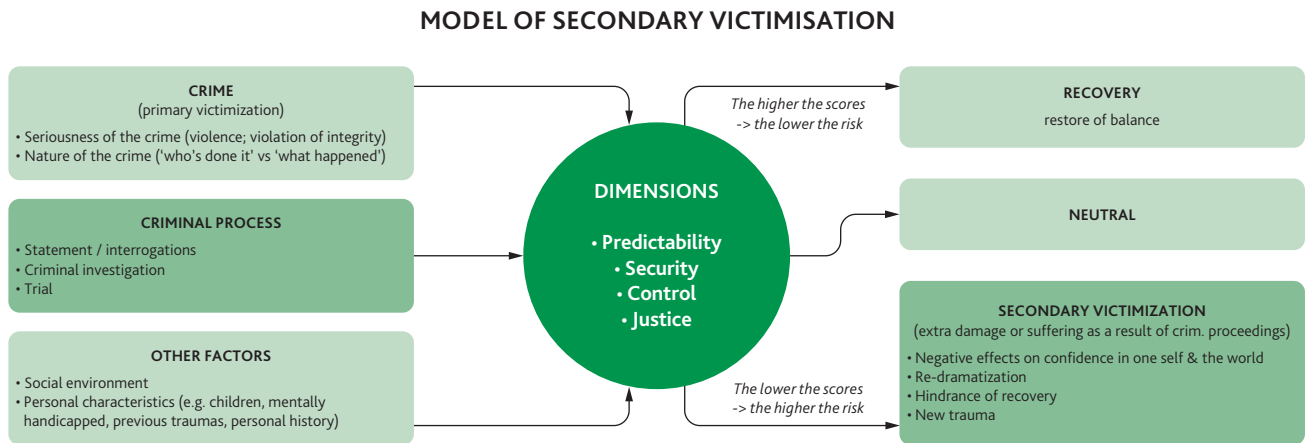 MODEL OF SECONDARY VICTIMISATION
CRIME
(primary victimization)
• Seriousness of the crime (violence; violation of integrity)
• Nature of the crime (‘who’s done it’ vs ‘what happened’)
CRIMINAL PROCESS
• Statement / interrogations
• Criminal investigation
• Trial
OTHER FACTORS
• Social environment
• Personal characteristics (e.g. children, mentally
handicapped, previous traumas, personal history)
DIMENSIONS
• Predictability
• Security
• Control
• Justice
The higher the scores
-> the lower the risk
The lower the scores
-> the higher the risk
RECOVERY
restore of balance
NEUTRAL
SECONDARY VICTIMIZATION
(extra damage or suffering as a result of crim. proceedings)
• Negative effects on confidence in one self & the world
• Re-dramatization
• Hindrance of recovery
• New trauma